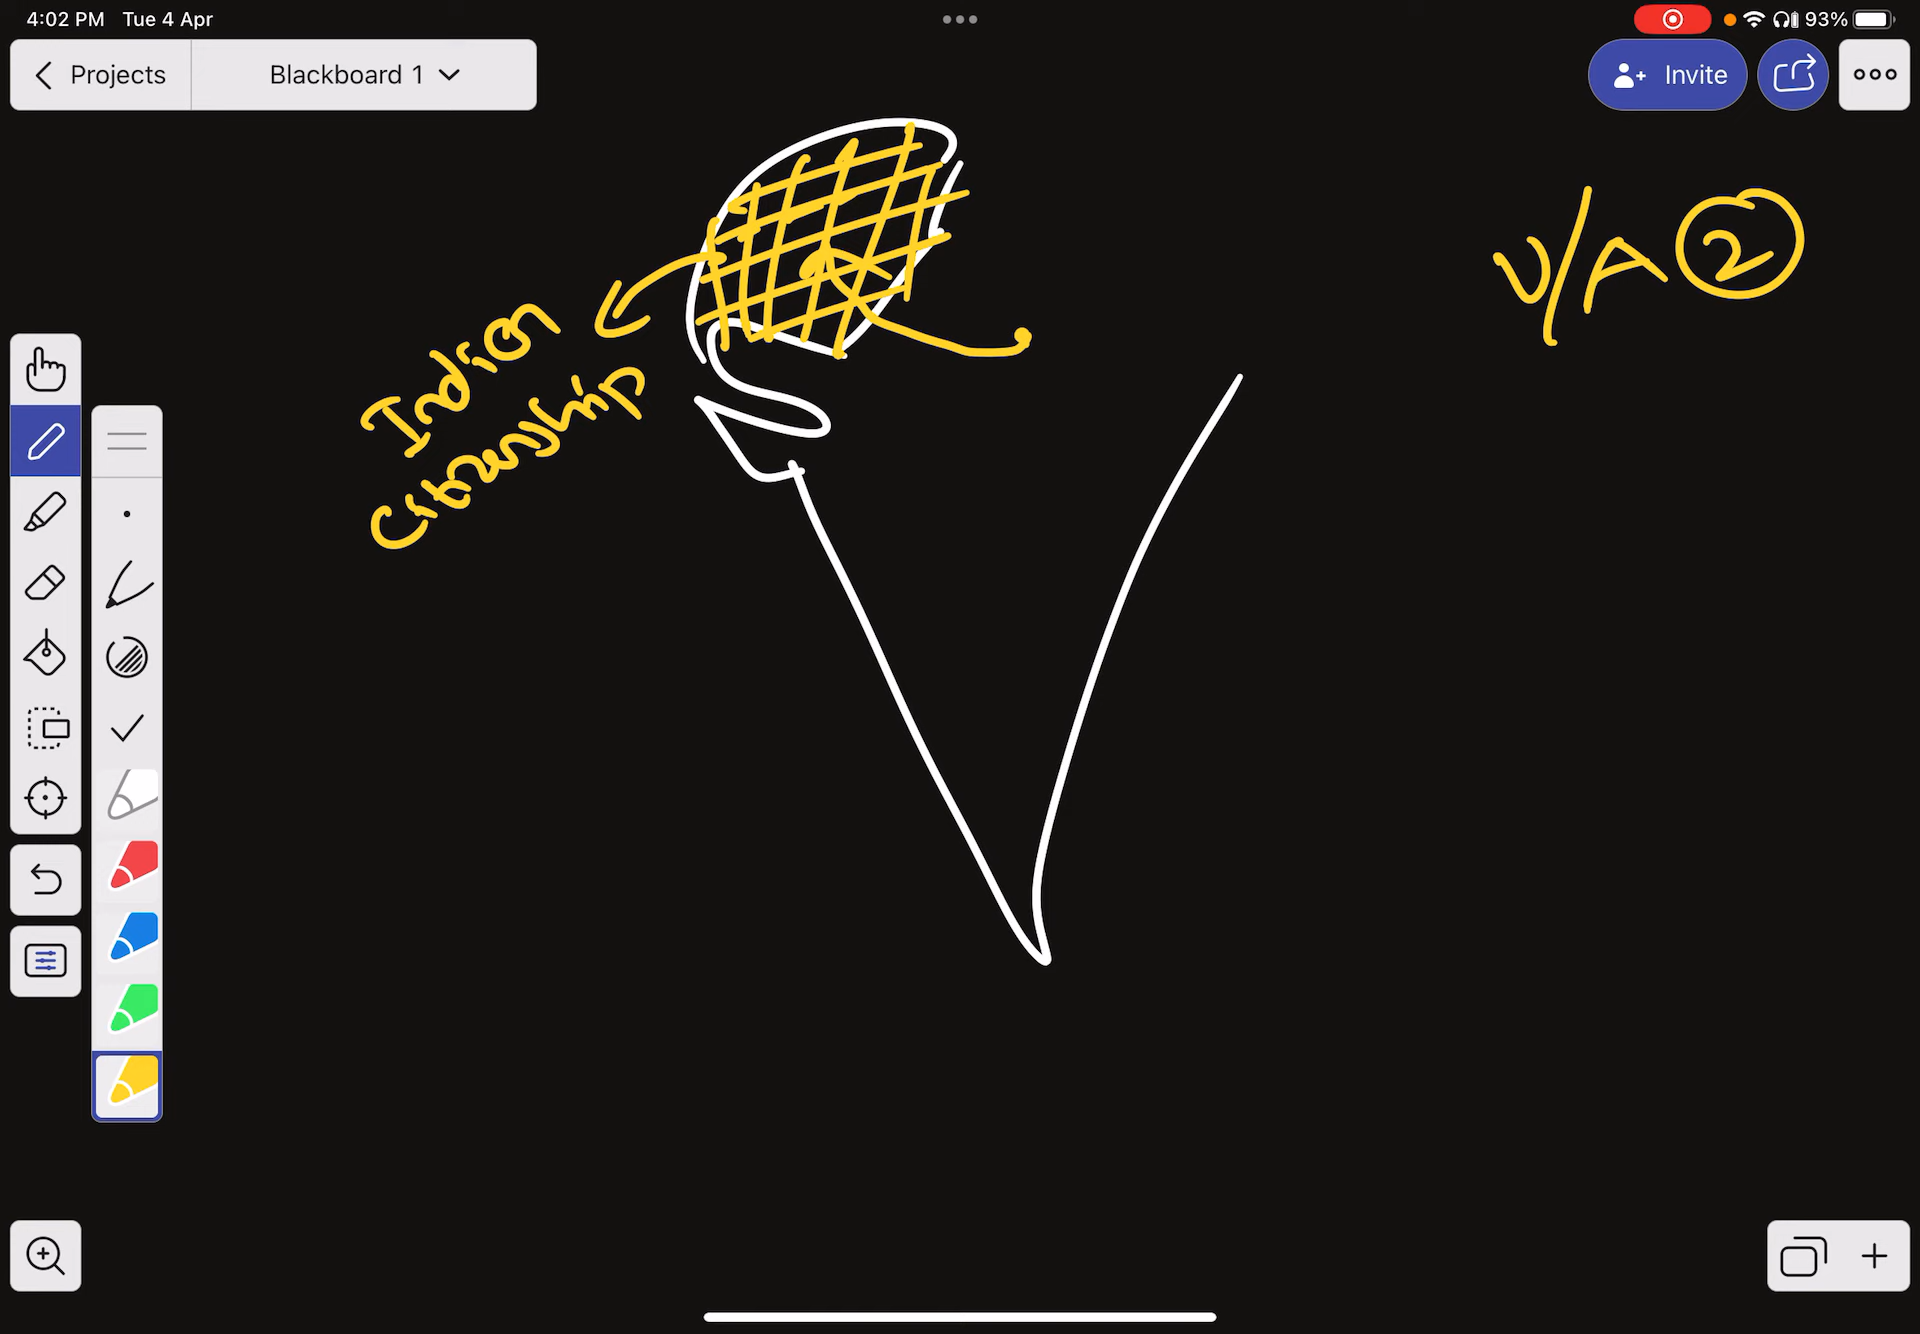 4:02 PM Tue 4 Apr
93%
Projects
Blackboard 1
Invite
U/A 2
Indian
Citizenship